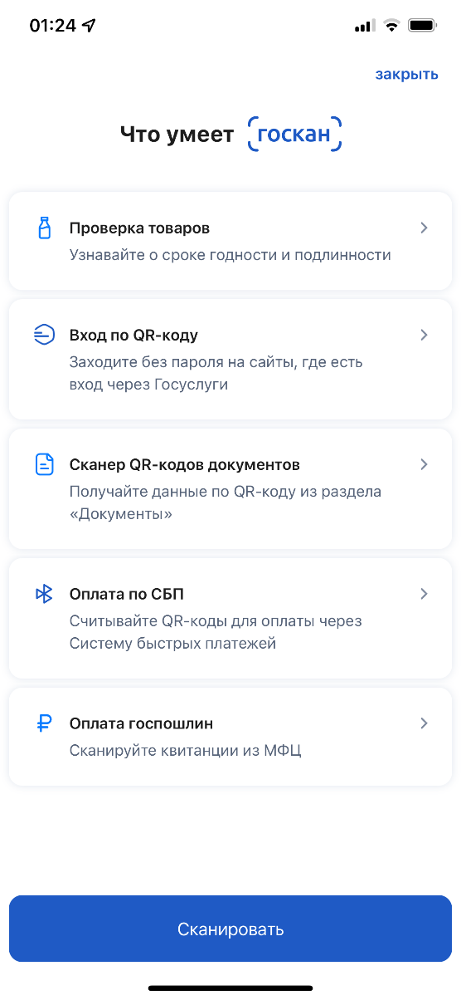 01:24
закрыть
Что умеет госкан
Проверка товаров
Узнавайте о сроке годности и подлинности
Вход по QR-коду
Заходите без пароля на сайты, где есть
вход через Госуслуги
Сканер QR-кодов документов
Получайте данные по QR-коду из раздела
«Документы»
Оплата по СБП
Считывайте QR-коды для оплаты через
Систему быстрых платежей
Оплата госпошлин
Сканируйте квитанции из МФЦ
Сканировать